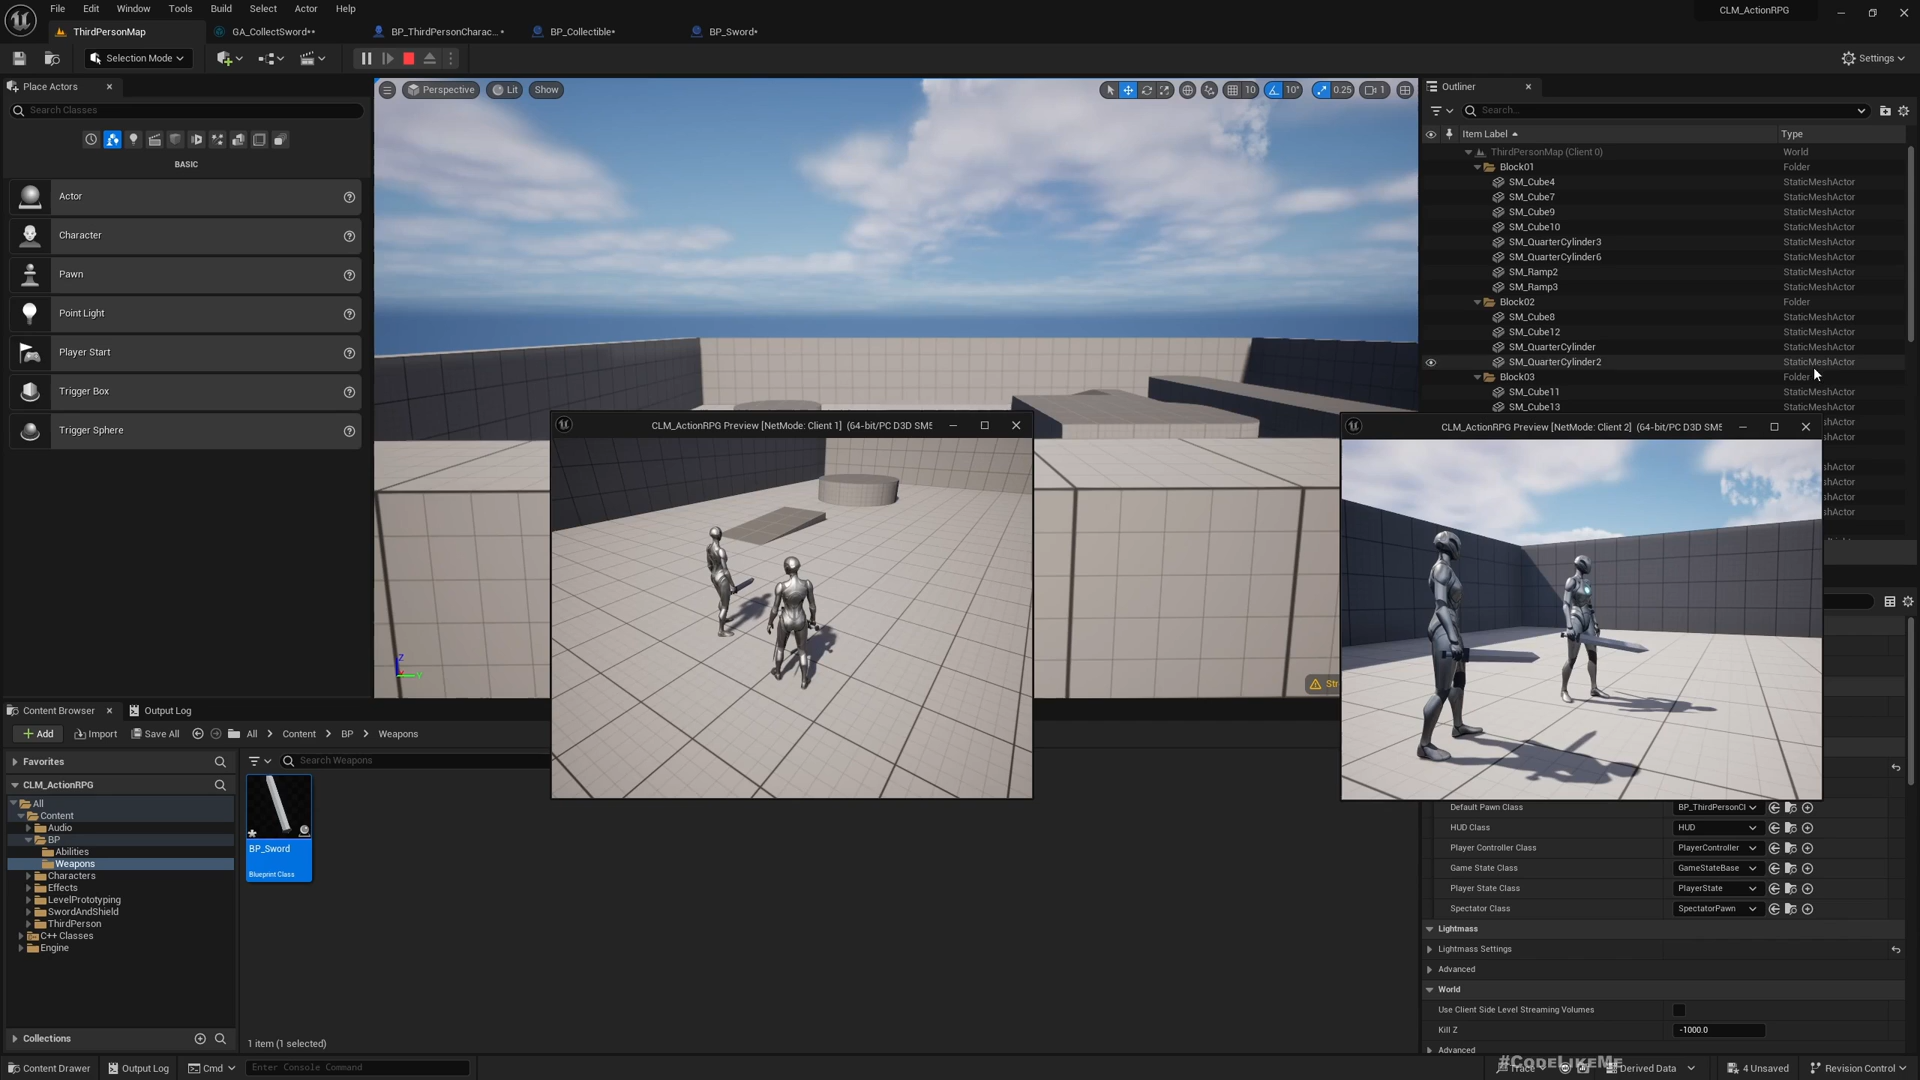 File Edit Window Tools Build Select Actor Help
CLM_ActionRPG
ThirdPersonMap
GA_CollectSword•
BP_ThirdPersonCharac...•
BP_Collectible•
BP_Sword•
Selection Mode
Settings
Place Actors
Search Classes
BASIC
Actor
Character
Pawn
Point Light
Player Start
Trigger Box
Trigger Sphere
Perspective
Lit
Show
10
10°
0.25
1
Outliner
Search...
Item Label
Type
ThirdPersonMap (Client 0) World
Block01 Folder
SM_Cube4 StaticMeshActor
SM_Cube7 StaticMeshActor
SM_Cube9 StaticMeshActor
SM_Cube10 StaticMeshActor
SM_QuarterCylinder3 StaticMeshActor
SM_QuarterCylinder6 StaticMeshActor
SM_Ramp2 StaticMeshActor
SM_Ramp3 StaticMeshActor
Block02 Folder
SM_Cube8 StaticMeshActor
SM_Cube12 StaticMeshActor
SM_QuarterCylinder StaticMeshActor
SM_QuarterCylinder2 StaticMeshActor
Block03 Folder
SM_Cube11 StaticMeshActor
SM_Cube13 StaticMeshActor
CLM_ActionRPG Preview [NetMode: Client 1] (64-bit/PC D3D SM5
CLM_ActionRPG Preview [NetMode: Client 2] (64-bit/PC D3D SM5
Z
Y
Str
Content Browser
Output Log
Add
Import
Save All
All > Content > BP > Weapons
Favorites
CLM_ActionRPG
All
Content
Audio
BP
Abilities
Weapons
Characters
Effects
LevelPrototyping
SwordAndShield
ThirdPerson
C++ Classes
Engine
Collections
Search Weapons
BP_Sword
Blueprint Class
1 item (1 selected)
Default Pawn Class BP_ThirdPersonCl
HUD Class HUD
Player Controller Class PlayerController
Game State Class GameStateBase
Player State Class PlayerState
Spectator Class SpectatorPawn
Lightmass
Lightmass Settings
Advanced
World
Use Client Side Level Streaming Volumes
Kill Z -1000.0
Advanced
#CodeLikeMe
Content Drawer
Output Log
Cmd
Enter Console Command
Trace
Derived Data
4 Unsaved
Revision Control